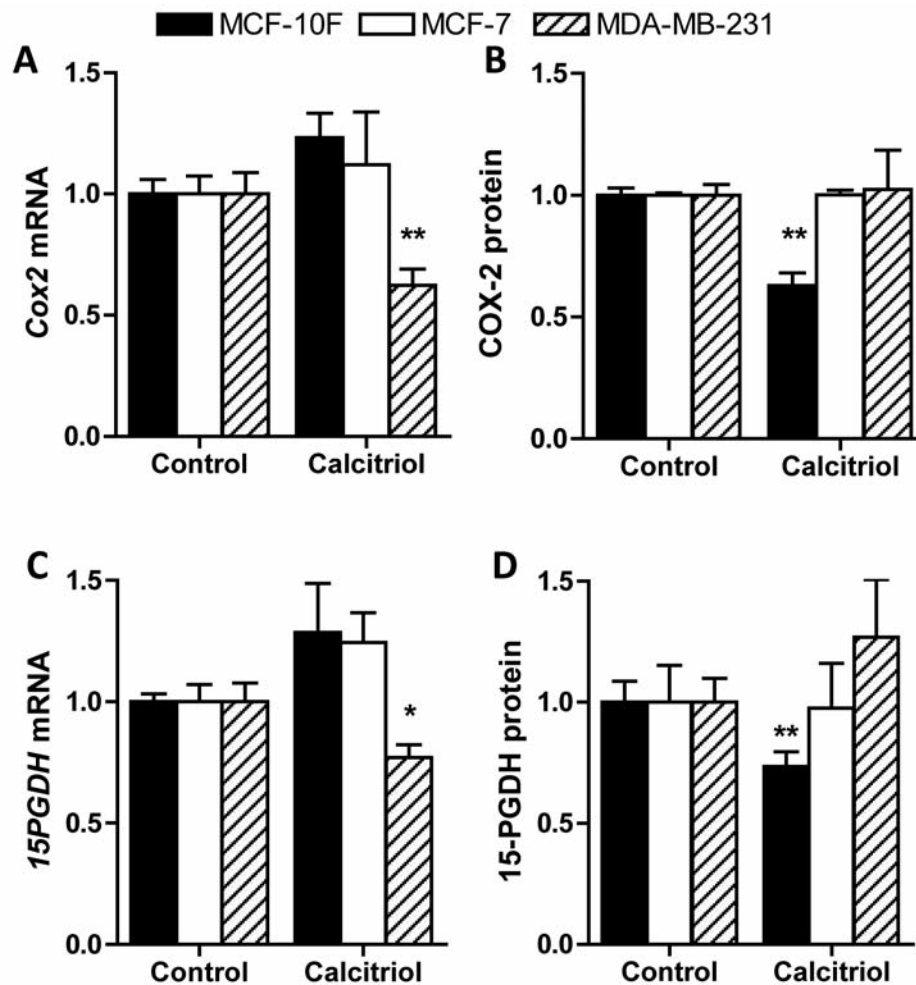 MCF-10F MCF-7 MDA-MB-231
A
1.5
1.0
0.5
0.0
Cox2 mRNA
**
Control Calcitriol
B
1.5
1.0
0.5
0.0
COX-2 protein
**
Control Calcitriol
C
1.5
1.0
0.5
0.0
15PGDH mRNA
*
Control Calcitriol
D
1.5
1.0
0.5
0.0
15-PGDH protein
**
Control Calcitriol